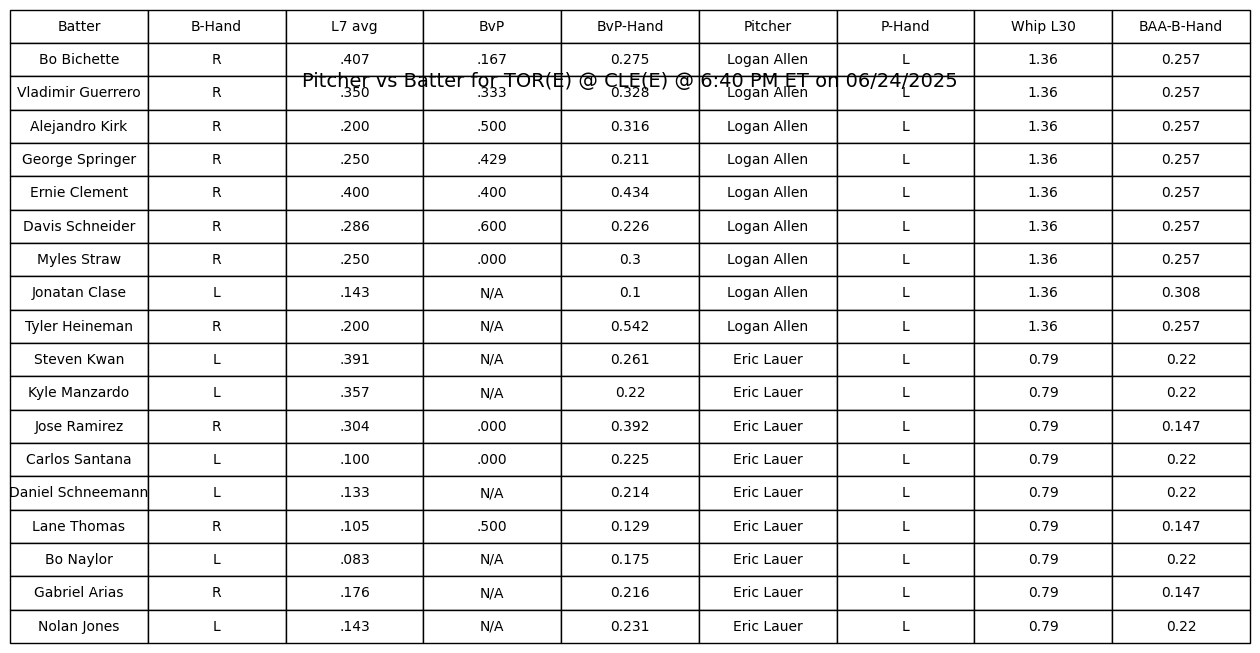 Batter B-Hand L7 avg BvP BvP-Hand Pitcher P-Hand Whip L30 BAA-B-Hand
Bo Bichette R .407 .167 0.275 Logan Allen L 1.36 0.257
Pitcher vs Batter for TOR(E) @ CLE(E) @ 6:40 PM ET on 06/24/2025
Vladimir Guerrero R .350 .333 0.328 Logan Allen L 1.36 0.257
Alejandro Kirk R .200 .500 0.316 Logan Allen L 1.36 0.257
George Springer R .250 .429 0.211 Logan Allen L 1.36 0.257
Ernie Clement R .400 .400 0.434 Logan Allen L 1.36 0.257
Davis Schneider R .286 .600 0.226 Logan Allen L 1.36 0.257
Myles Straw R .250 .000 0.3 Logan Allen L 1.36 0.257
Jonatan Clase L .143 N/A 0.1 Logan Allen L 1.36 0.308
Tyler Heineman R .200 N/A 0.542 Logan Allen L 1.36 0.257
Steven Kwan L .391 N/A 0.261 Eric Lauer L 0.79 0.22
Kyle Manzardo L .357 N/A 0.22 Eric Lauer L 0.79 0.22
Jose Ramirez R .304 .000 0.392 Eric Lauer L 0.79 0.147
Carlos Santana L .100 .000 0.225 Eric Lauer L 0.79 0.22
Daniel Schneemann L .133 N/A 0.214 Eric Lauer L 0.79 0.22
Lane Thomas R .105 .500 0.129 Eric Lauer L 0.79 0.147
Bo Naylor L .083 N/A 0.175 Eric Lauer L 0.79 0.22
Gabriel Arias R .176 N/A 0.216 Eric Lauer L 0.79 0.147
Nolan Jones L .143 N/A 0.231 Eric Lauer L 0.79 0.22